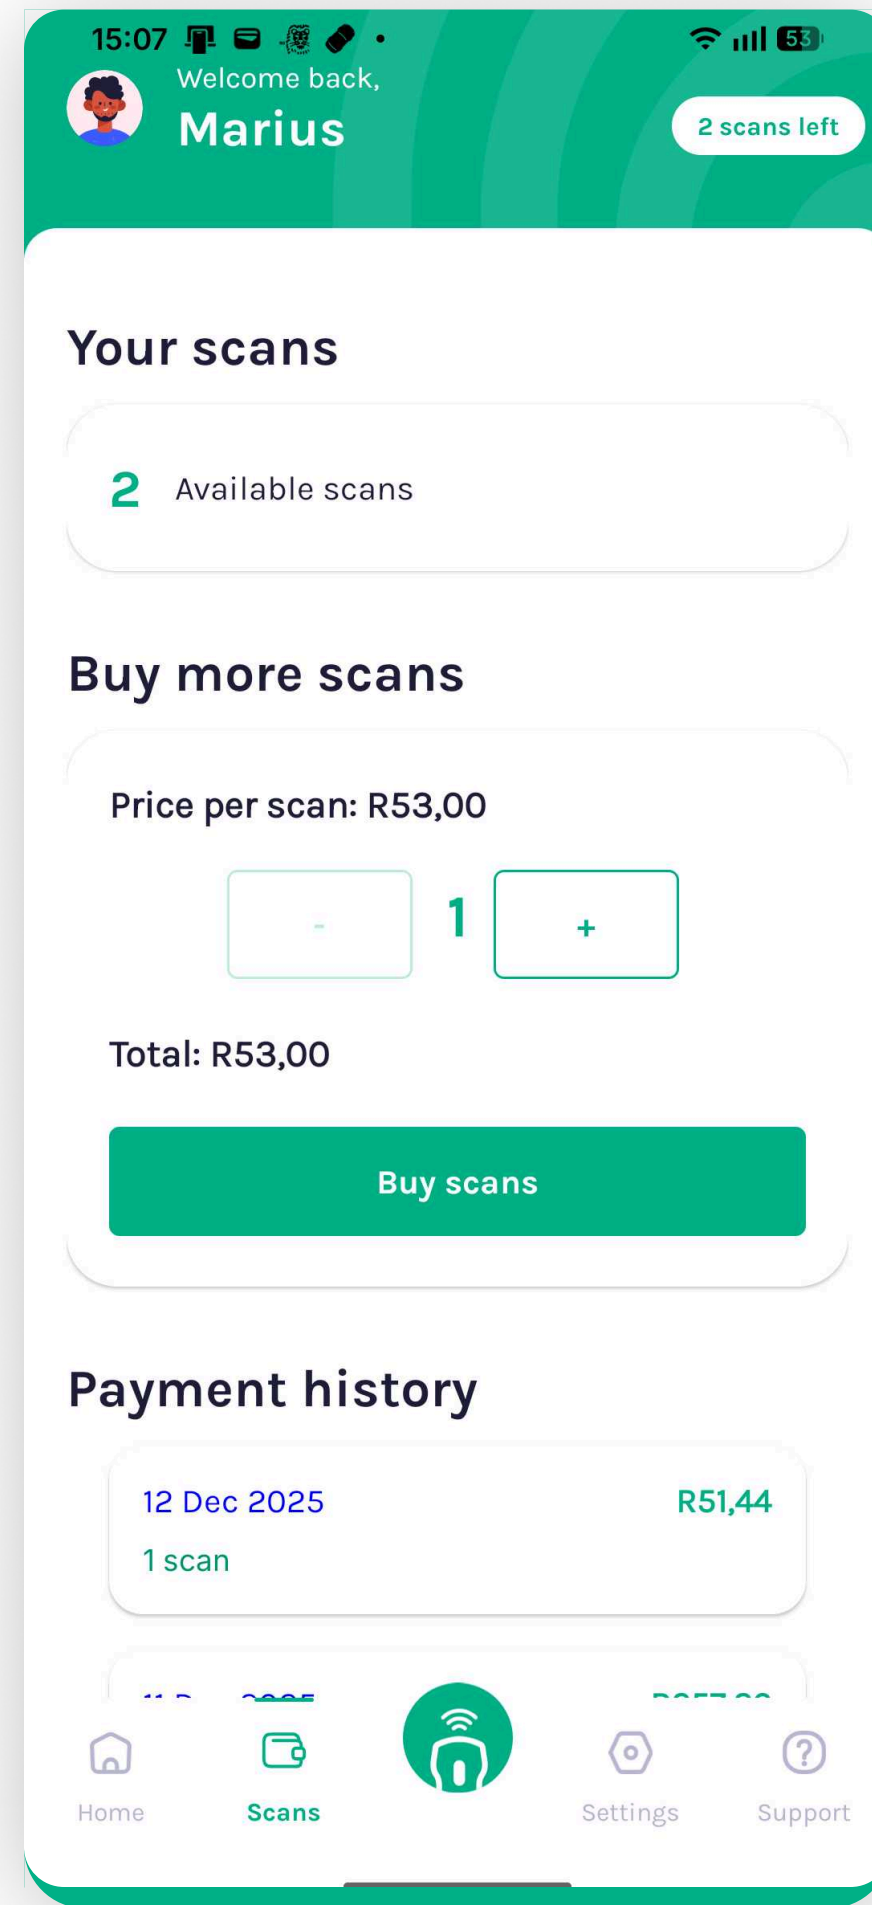 15:07
53
Welcome back,
Marius
2 scans left
Your scans
2 Available scans
Buy more scans
Price per scan: R53,00
- 1 +
Total: R53,00
Buy scans
Payment history
12 Dec 2025 R51,44
1 scan
Home Scans Settings Support